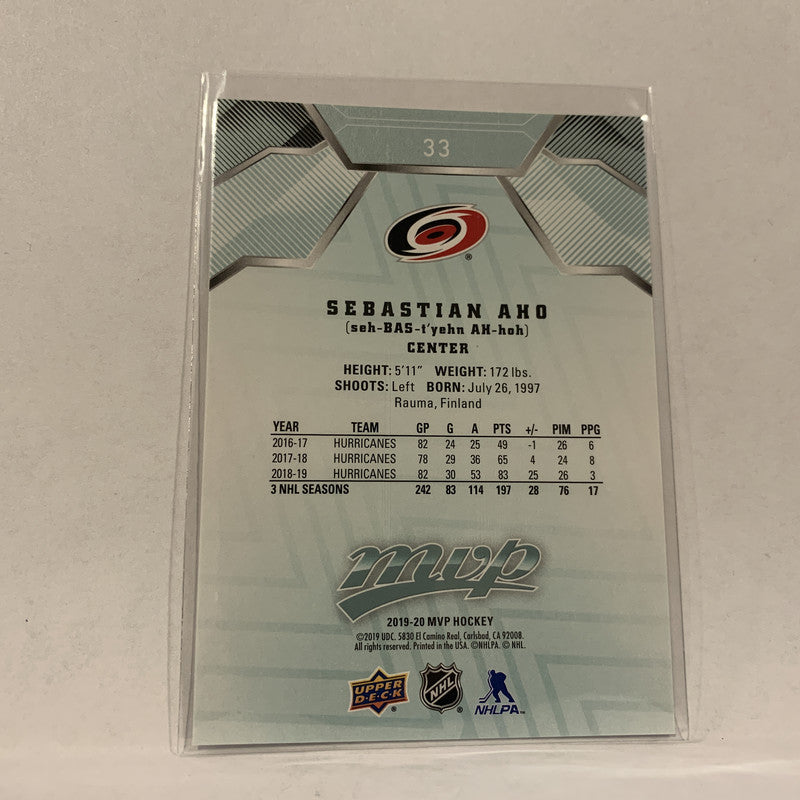 33
®
SEBASTIAN AHO
(seh-BAS-t'yehn AH-hoh)
CENTER
HEIGHT: 5'11" WEIGHT: 172 lbs.
SHOOTS: Left BORN: July 26, 1997
Rauma, Finland
YEAR TEAM GP G A PTS +/- PIM PPG
2016-17 HURRICANES 82 24 25 49 -1 26 6
2017-18 HURRICANES 78 29 36 65 4 24 8
2018-19 HURRICANES 82 30 53 83 25 26 3
3 NHL SEASONS 242 83 114 197 28 76 17
mvp
2019-20 MVP HOCKEY
©2019 UDC. 5830 El Camino Real, Carlsbad, CA 92008.
All rights reserved. Printed in the USA. ©NHLPA. © NHL.
UPPER D·E·C·K ® NHL ® NHLPA™